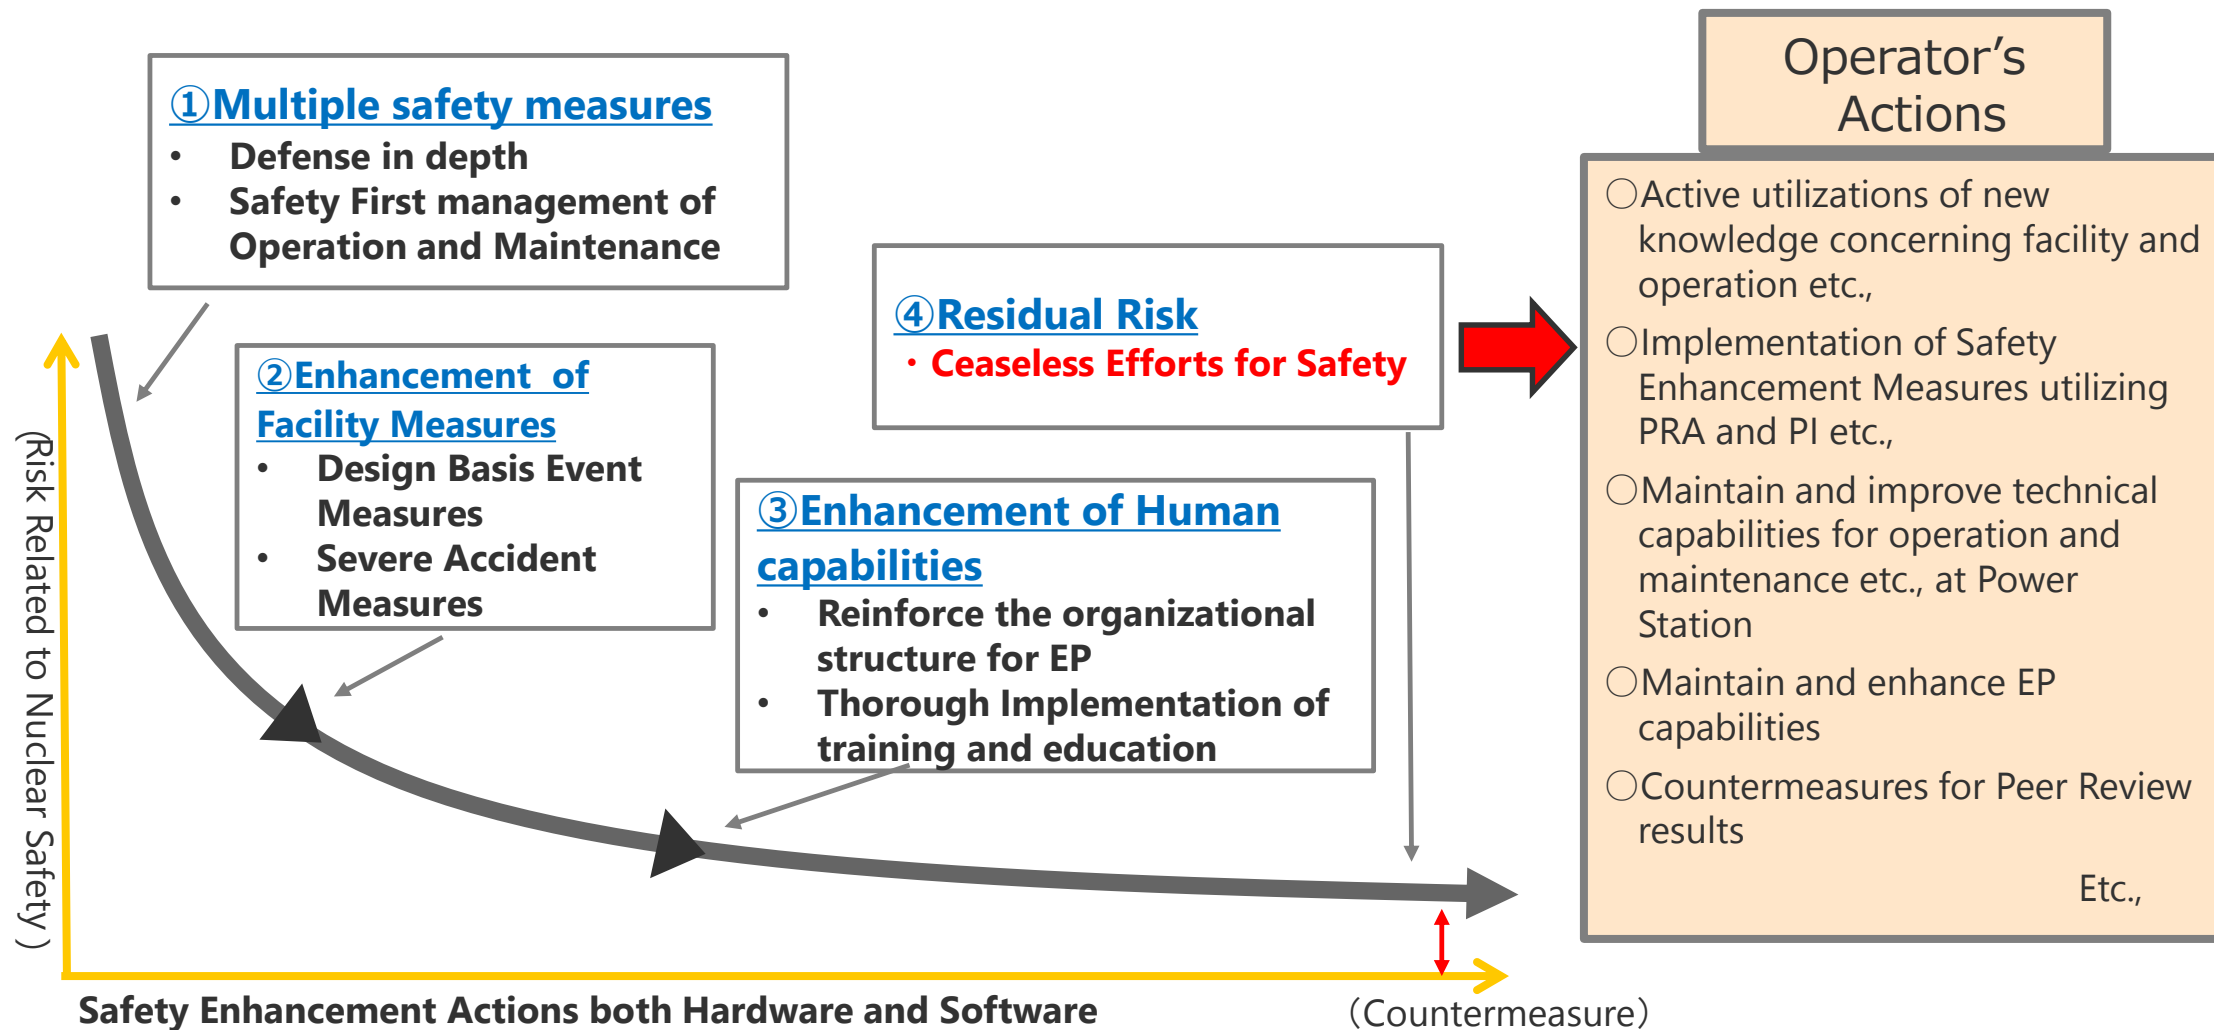 ①Multiple safety measures
• Defense in depth
• Safety First management of
Operation and Maintenance
②Enhancement of
Facility Measures
• Design Basis Event
Measures
• Severe Accident
Measures
③Enhancement of Human
capabilities
• Reinforce the organizational
structure for EP
• Thorough Implementation of
training and education
④Residual Risk
・Ceaseless Efforts for Safety
Operator’s
Actions
○Active utilizations of new
knowledge concerning facility and
operation etc.,
○Implementation of Safety
Enhancement Measures utilizing
PRA and PI etc.,
○Maintain and improve technical
capabilities for operation and
maintenance etc., at Power
Station
○Maintain and enhance EP
capabilities
○Countermeasures for Peer Review
results
Etc.,
(Risk Related to Nuclear Safety)
Safety Enhancement Actions both Hardware and Software
（Countermeasure）